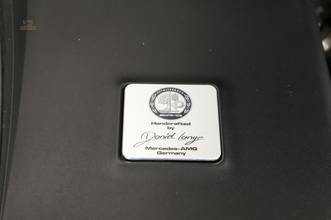 Handcrafted
by
Daniel Lange
Mercedes-AMG
Germany